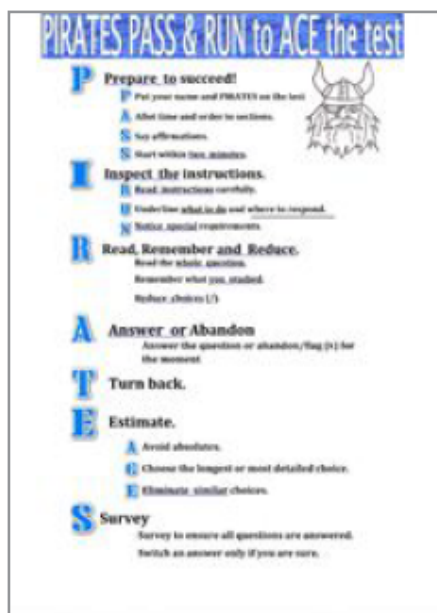 PIRATES PASS & RUN to ACE the test
P Prepare to succeed!
P Put your name and PIRATES on the test
A Allot time and order to sections.
S Say affirmations.
S Start within two minutes.
I Inspect the instructions.
R Read instructions carefully.
U Underline what to do and where to respond.
N Notice special requirements.
R Read, Remember and Reduce.
Read the whole question.
Remember what you studied.
Reduce choices
A Answer or Abandon
Answer the question or abandon/flag for
the moment
T Turn back.
E Estimate.
A Avoid absolutes.
C Choose the longest or most detailed choice.
E Eliminate similar choices.
S Survey
Survey to ensure all questions are answered.
Switch an answer only if you are sure.